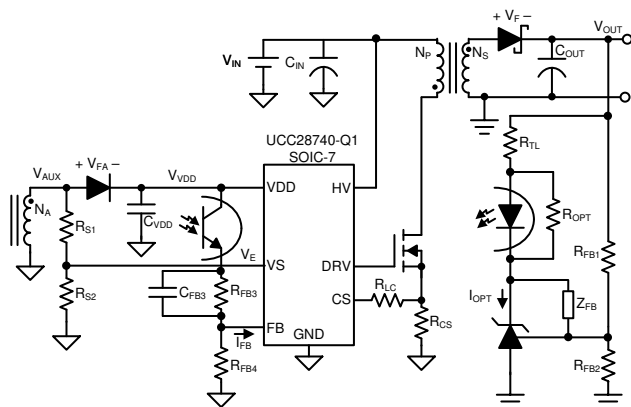 + VF –
VOUT
VIN
CIN
NP
NS
COUT
UCC28740-Q1
SOIC-7
RTL
VAUX
+ VFA –
VVDD
VDD
HV
NA
RS1
CVDD
VE
ROPT
RS2
VS
DRV
RFB1
CFB3
RFB3
CS
RLC
IOPT
ZFB
FB
IFB
GND
RCS
RFB4
RFB2